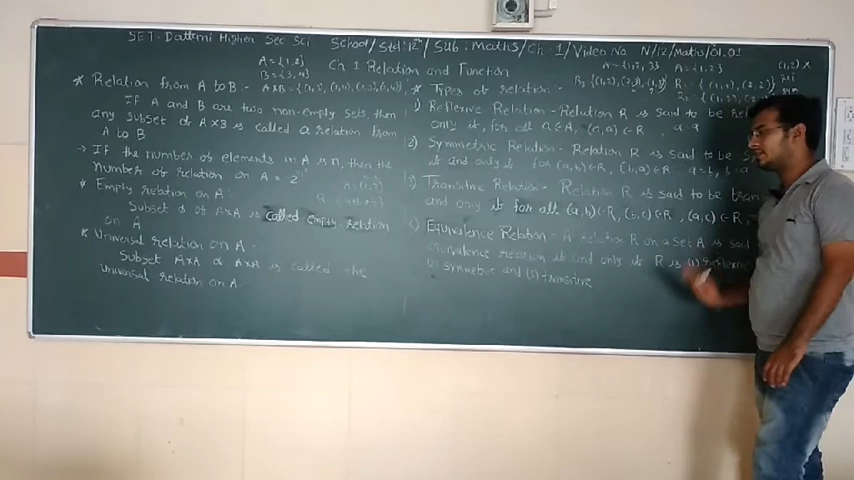 SET- Dattemi Higher Sec Sci School/Std:12th/Sub: Maths/Ch 1/Video No N/12/Maths/01.01
Ch 1 Relation and Function
A = {1,2}
B = {3,4}
* Relation from A to B :- A×B =
If A and B are two non-empty sets then
any subset of A×B is called a relation from
A to B
→ If the number of elements in A is n, then the
number of relation on A = 2
* Empty relation on A :
Subset of A×A is called empty relation
on A
* Universal relation on A.
Subset A×A of A×A is called the
universal relation on A.
A = {1, 2, 3} A = {1,2}
(1,2) ×
* Types of relation:
1) Reflexive Relation - Relation R is said to be
only if, for all a∈A, (a,a)∈R
2) Symmetric Relation - Relation R is said to be
if and only if for (a,b)∈R, (b,a)∈R
3) Transitive Relation - Relation R is said to be
and only if for all (a,b)∈R, (b,c)∈R, (a,c)∈R
Equivalence Relation - A relation R on a set A is said
equivalence relation if and only if R is (1) reflexive
symmetric and (3) transitive